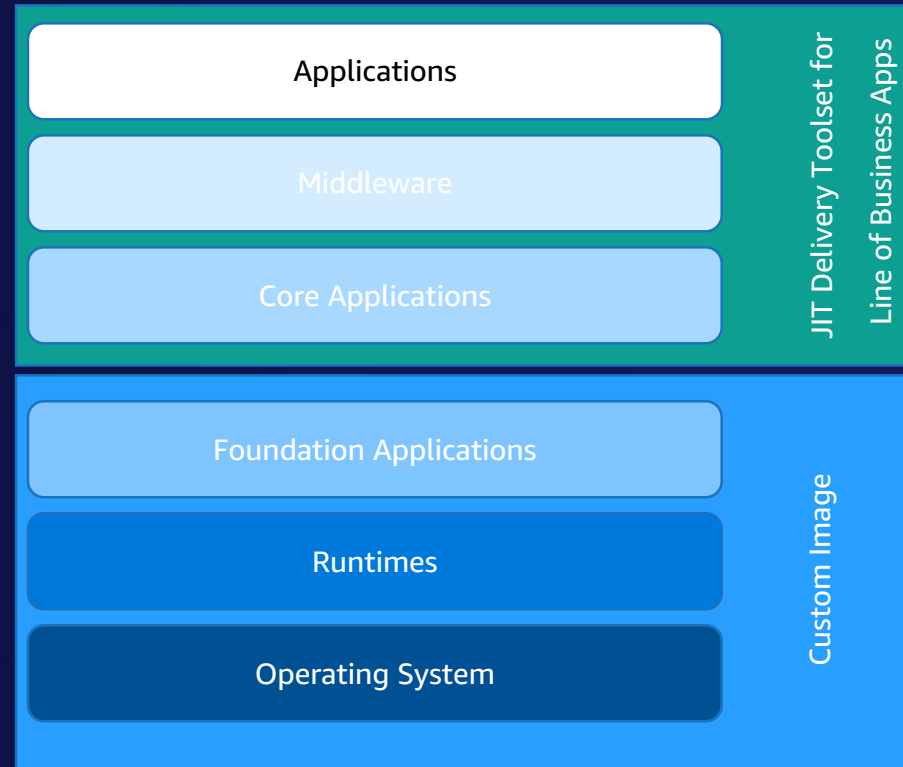 Applications
Middleware
Core Applications
JIT Delivery Toolset for
Line of Business Apps
Foundation Applications
Runtimes
Operating System
Custom Image